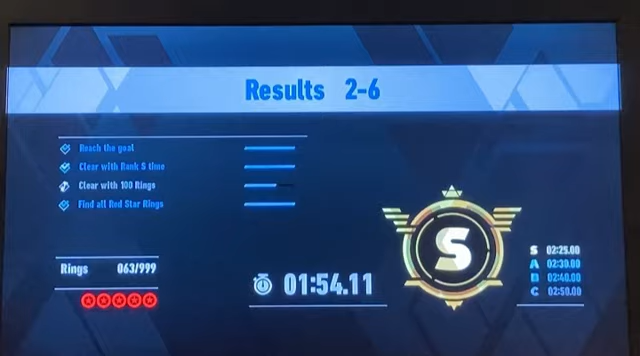 Results 2-6
Reach the goal
Clear with Rank S time
Clear with 100 Rings
Find all Red Star Rings
S
S 02:25.00
A 02:30.00
B 02:40.00
C 02:50.00
Rings 063/999
01:54.11